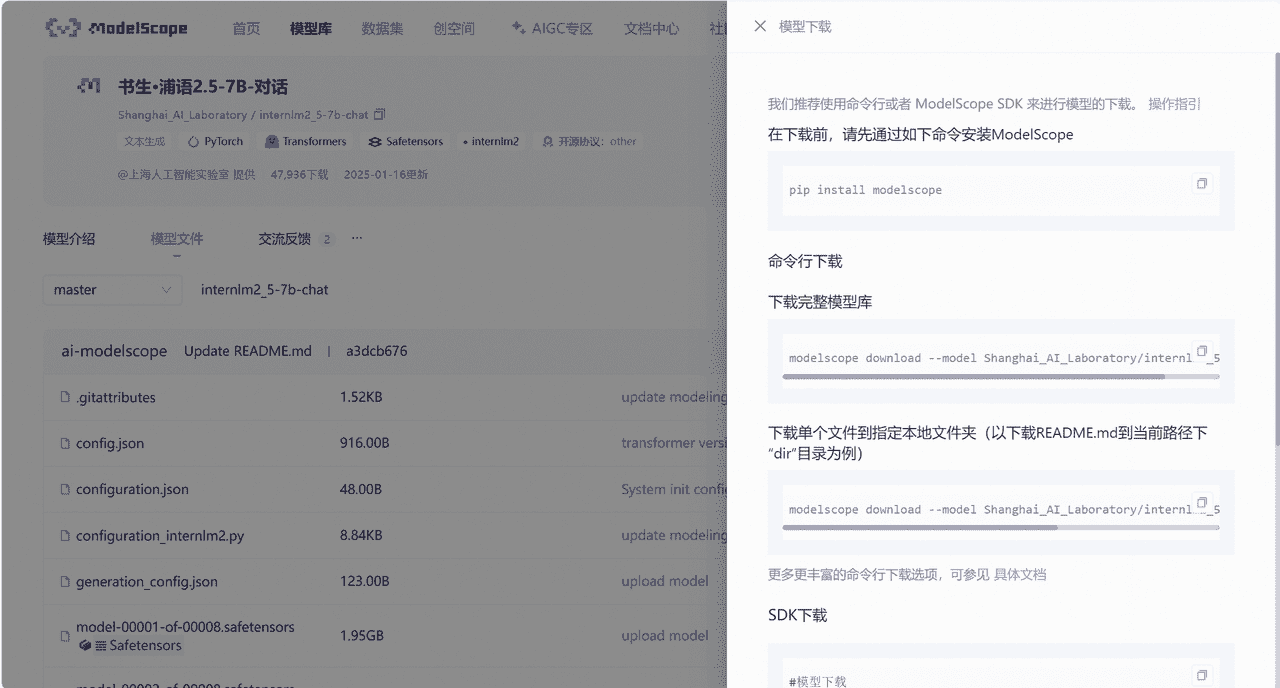 ModelScope 首页 模型库 数据集 创空间 AIGC专区 文档中心 社
书生·浦语2.5-7B-对话
Shanghai_AI_Laboratory / internlm2_5-7b-chat
文本生成 PyTorch Transformers Safetensors • internlm2 开源协议：other
@上海人工智能实验室 提供 47,936下载 2025-01-16更新
模型介绍 模型文件 交流反馈 2 ···
master internlm2_5-7b-chat
ai-modelscope Update README.md | a3dcb676
.gitattributes 1.52KB update modeling
config.json 916.00B transformer versi
configuration.json 48.00B System init config
configuration_internlm2.py 8.84KB update modeling
generation_config.json 123.00B upload model
model-00001-of-00008.safetensors 1.95GB upload model
Safetensors
模型下载
我们推荐使用命令行或者 ModelScope SDK 来进行模型的下载。 操作指引
在下载前，请先通过如下命令安装ModelScope
pip install modelscope
命令行下载
下载完整模型库
modelscope download --model Shanghai_AI_Laboratory/internl _5
下载单个文件到指定本地文件夹（以下载README.md到当前路径下
“dir”目录为例）
modelscope download --model Shanghai_AI_Laboratory/internl _5
更多更丰富的命令行下载选项，可参见 具体文档
SDK下载
#模型下载